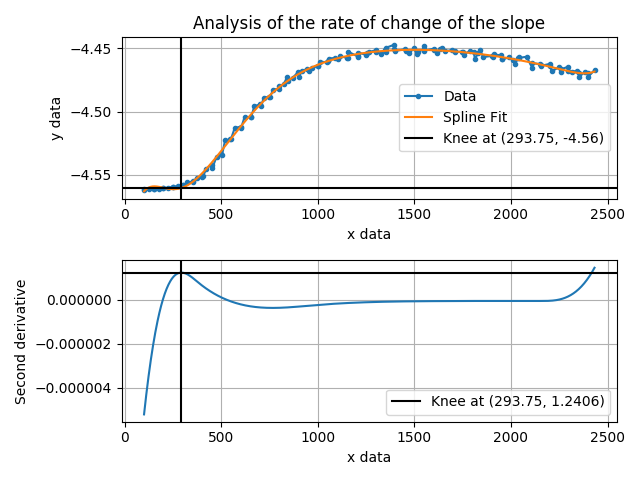 Analysis of the rate of change of the slope
−4.45
−4.50
−4.55
y data
Data
Spline Fit
Knee at (293.75, -4.56)
0 500 1000 1500 2000 2500
x data
0.000000
−0.000002
−0.000004
Second derivative
Knee at (293.75, 1.2406)
0 500 1000 1500 2000 2500
x data